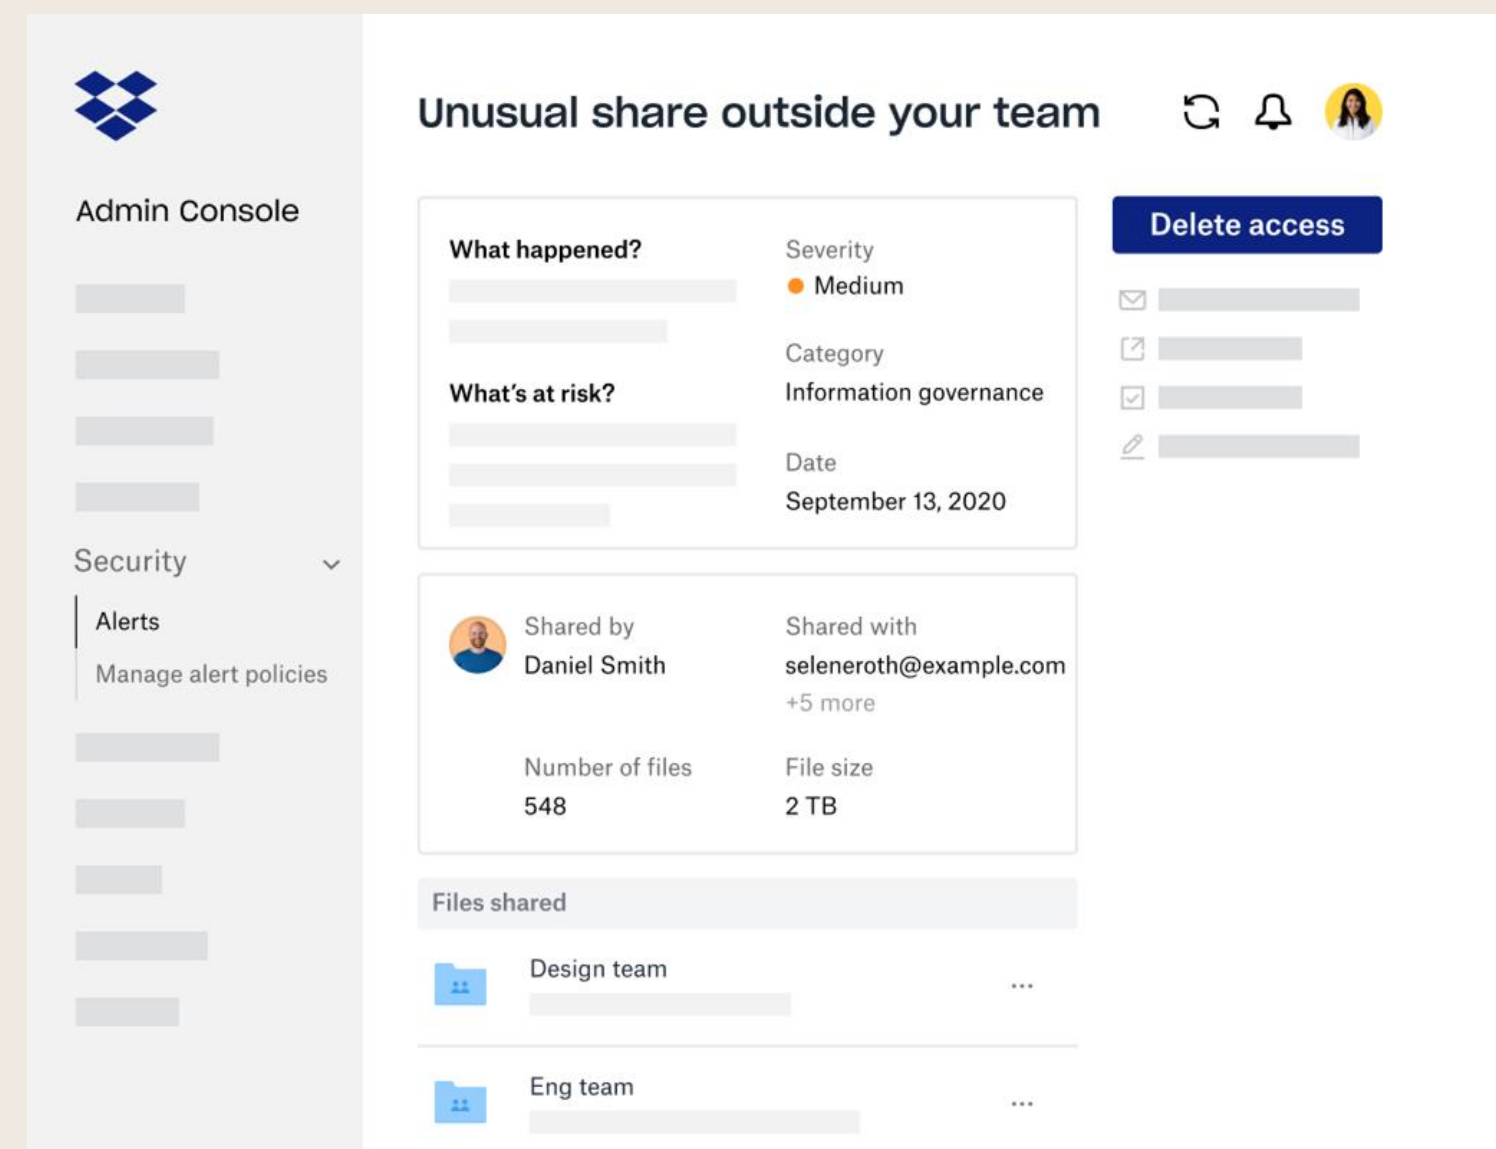 Unusual share outside your team
Admin Console
Security
Alerts
Manage alert policies
What happened?
What's at risk?
Severity
Medium
Category
Information governance
Date
September 13, 2020
Delete access
Shared by
Daniel Smith
Shared with
seleneroth@example.com
+5 more
Number of files
548
File size
2 TB
Files shared
Design team
Eng team